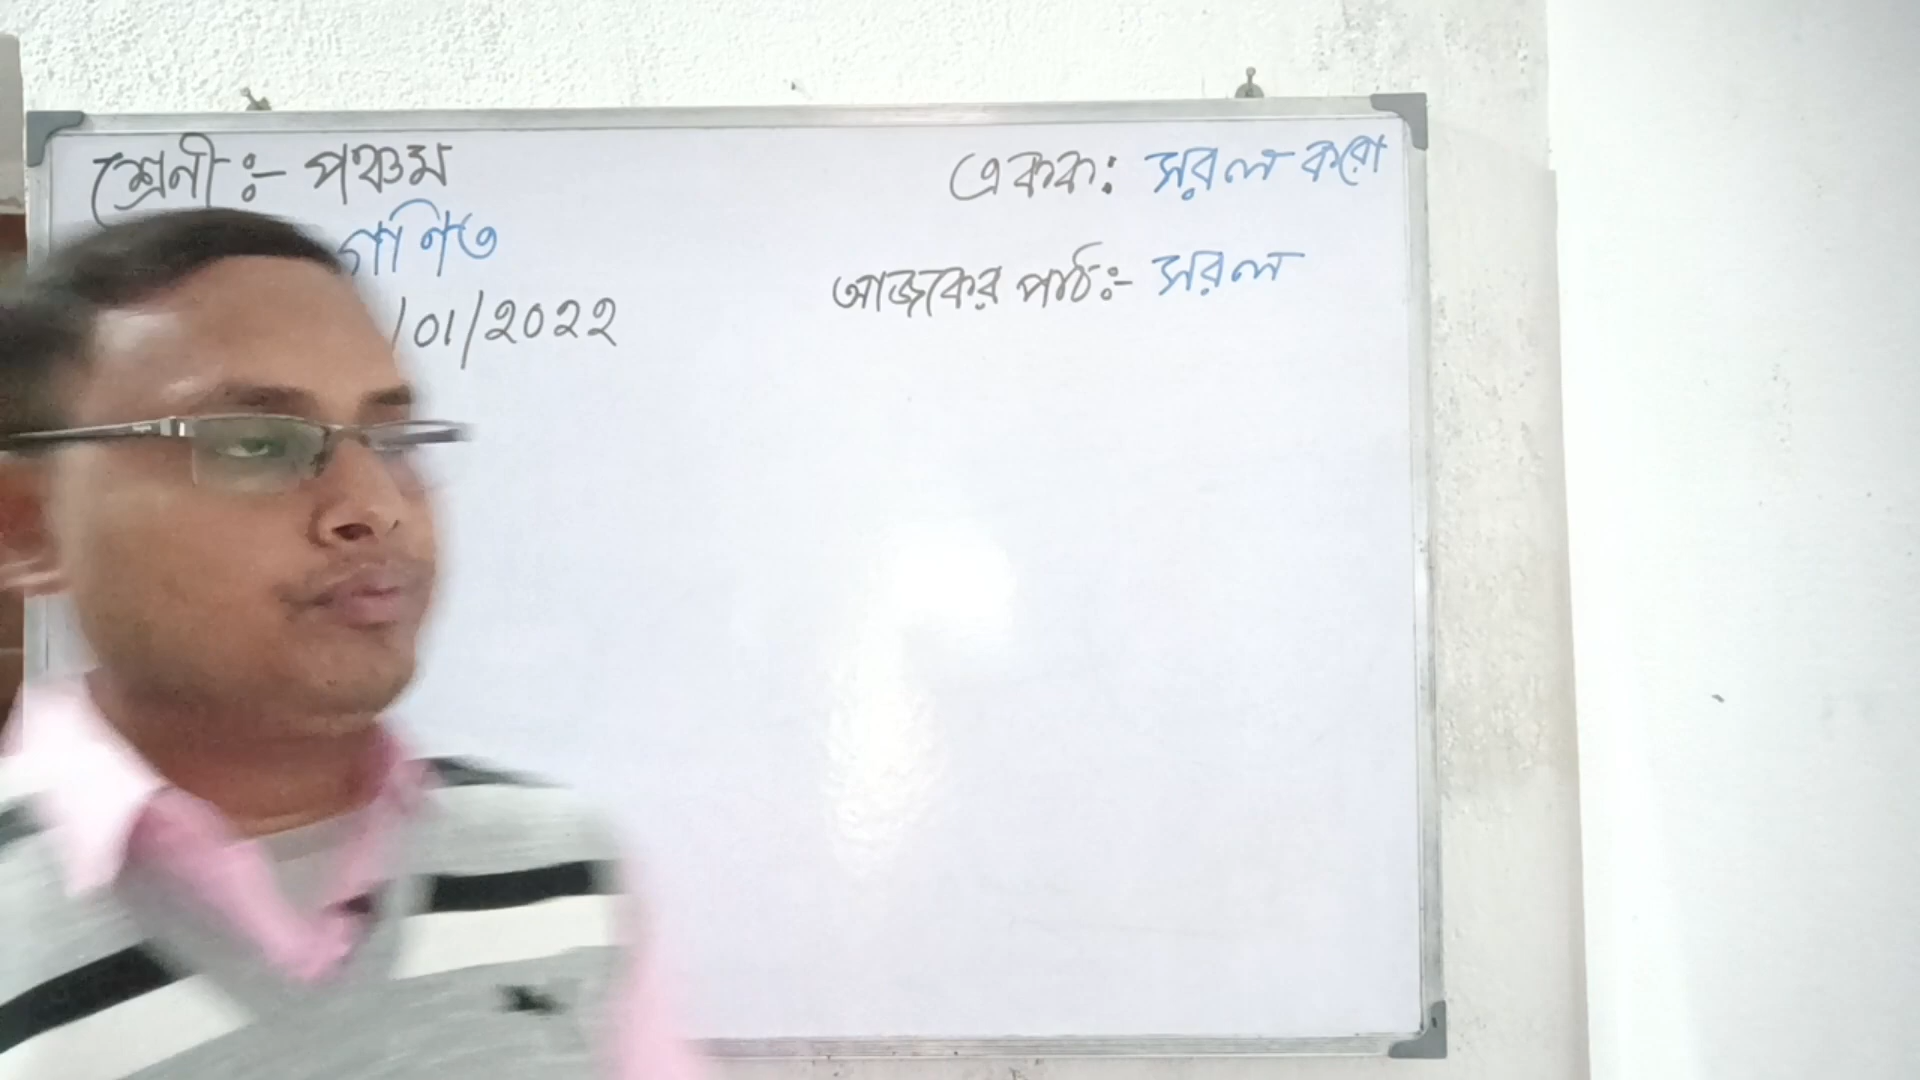 শ্রেনী ঃ- পঞ্চম
গণিত
/01/2022
একক: সরল করো
আজকের পাঠ ঃ- সরল